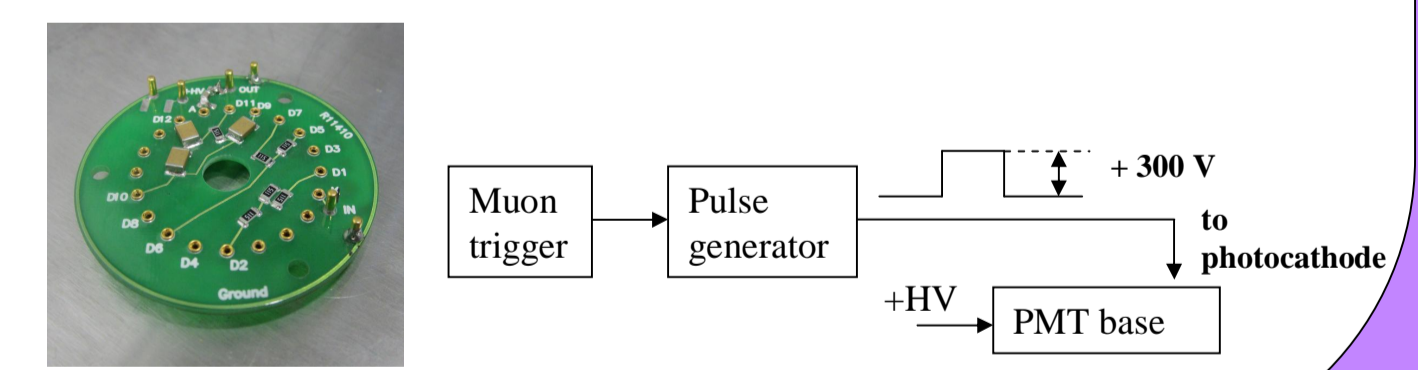 +HV
OUT
A
D11
D9
D12
D7
D5
R11410
D3
D1
IN
D10
D8
D6
D4
D2
Ground
Muon
trigger
Pulse
generator
+ 300 V
to
photocathode
+HV
PMT base